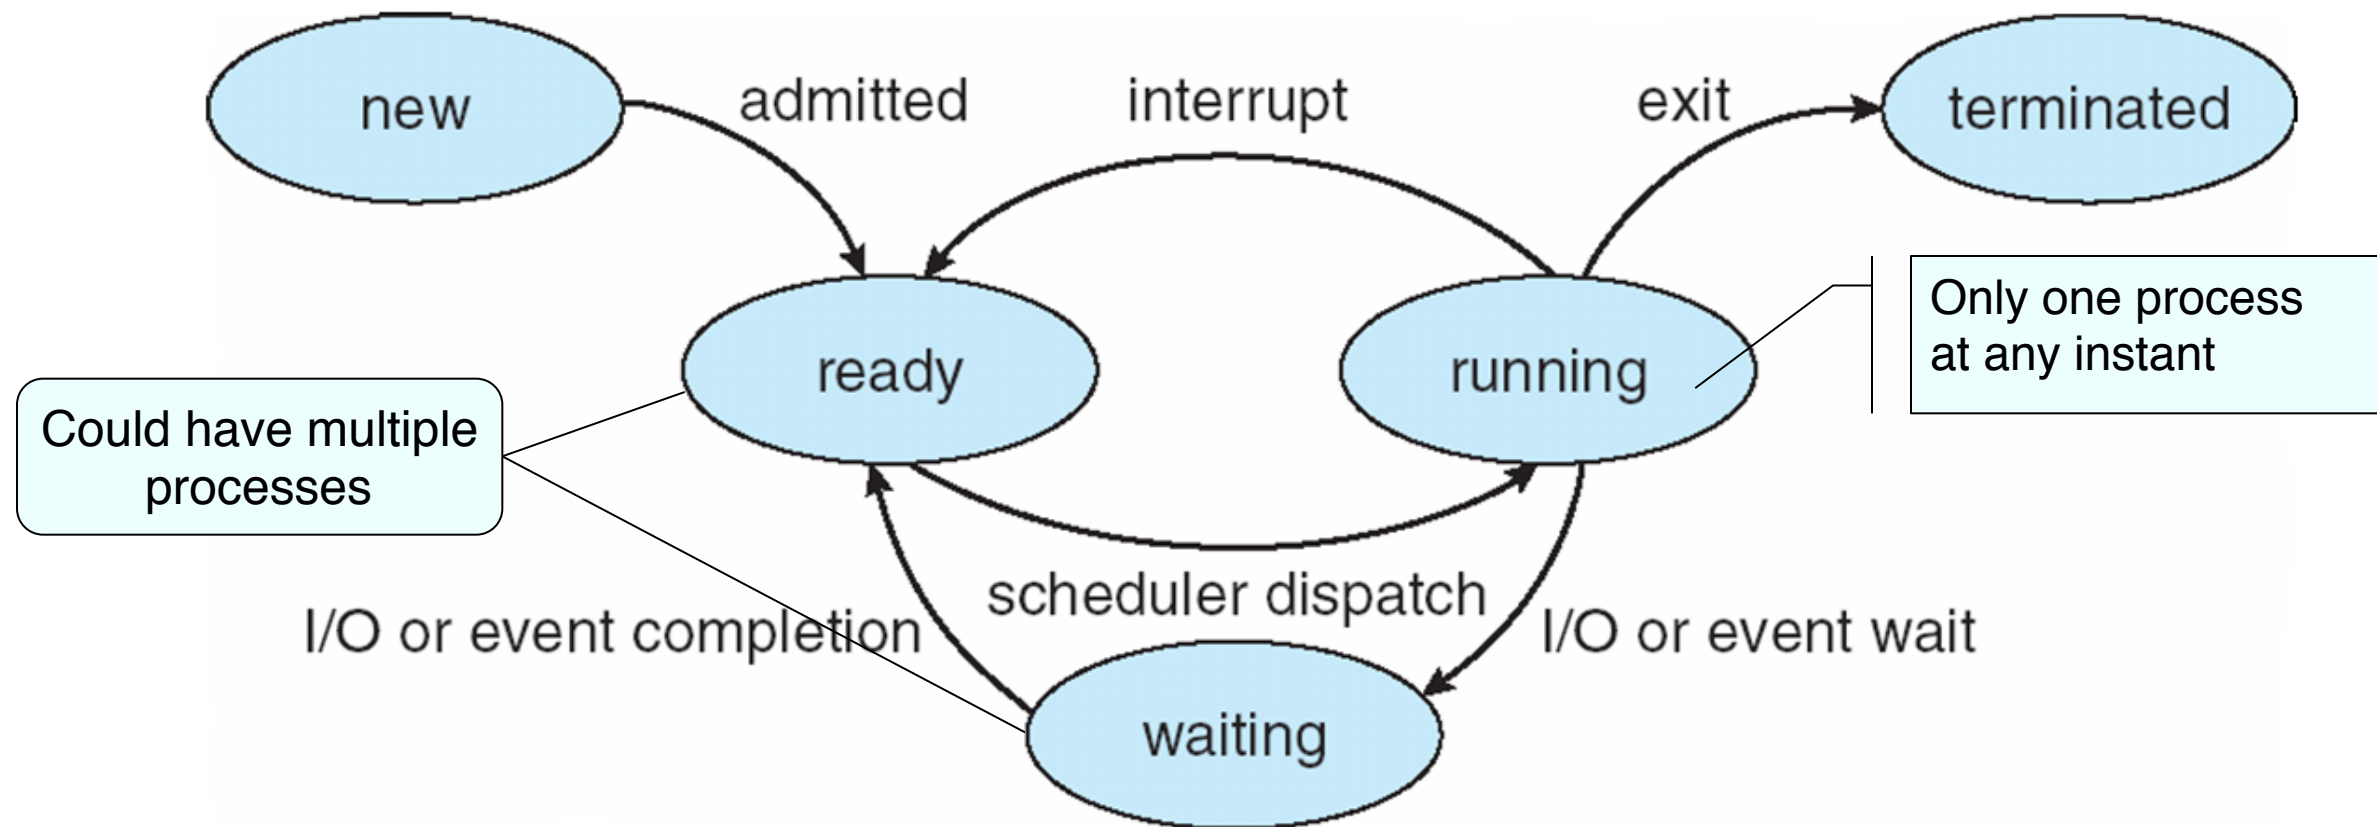 new
admitted
interrupt
exit
terminated
Only one process
at any instant
ready
running
Could have multiple
processes
scheduler dispatch
I/O or event completion
I/O or event wait
waiting